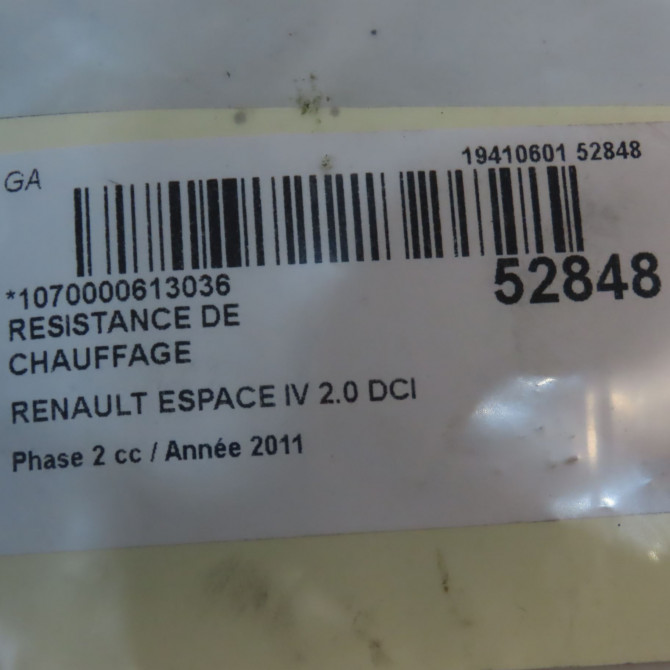 GA
19410601 52848
*1070000613036
52848
RESISTANCE DE
CHAUFFAGE
RENAULT ESPACE IV 2.0 DCI
Phase 2 cc / Année 2011